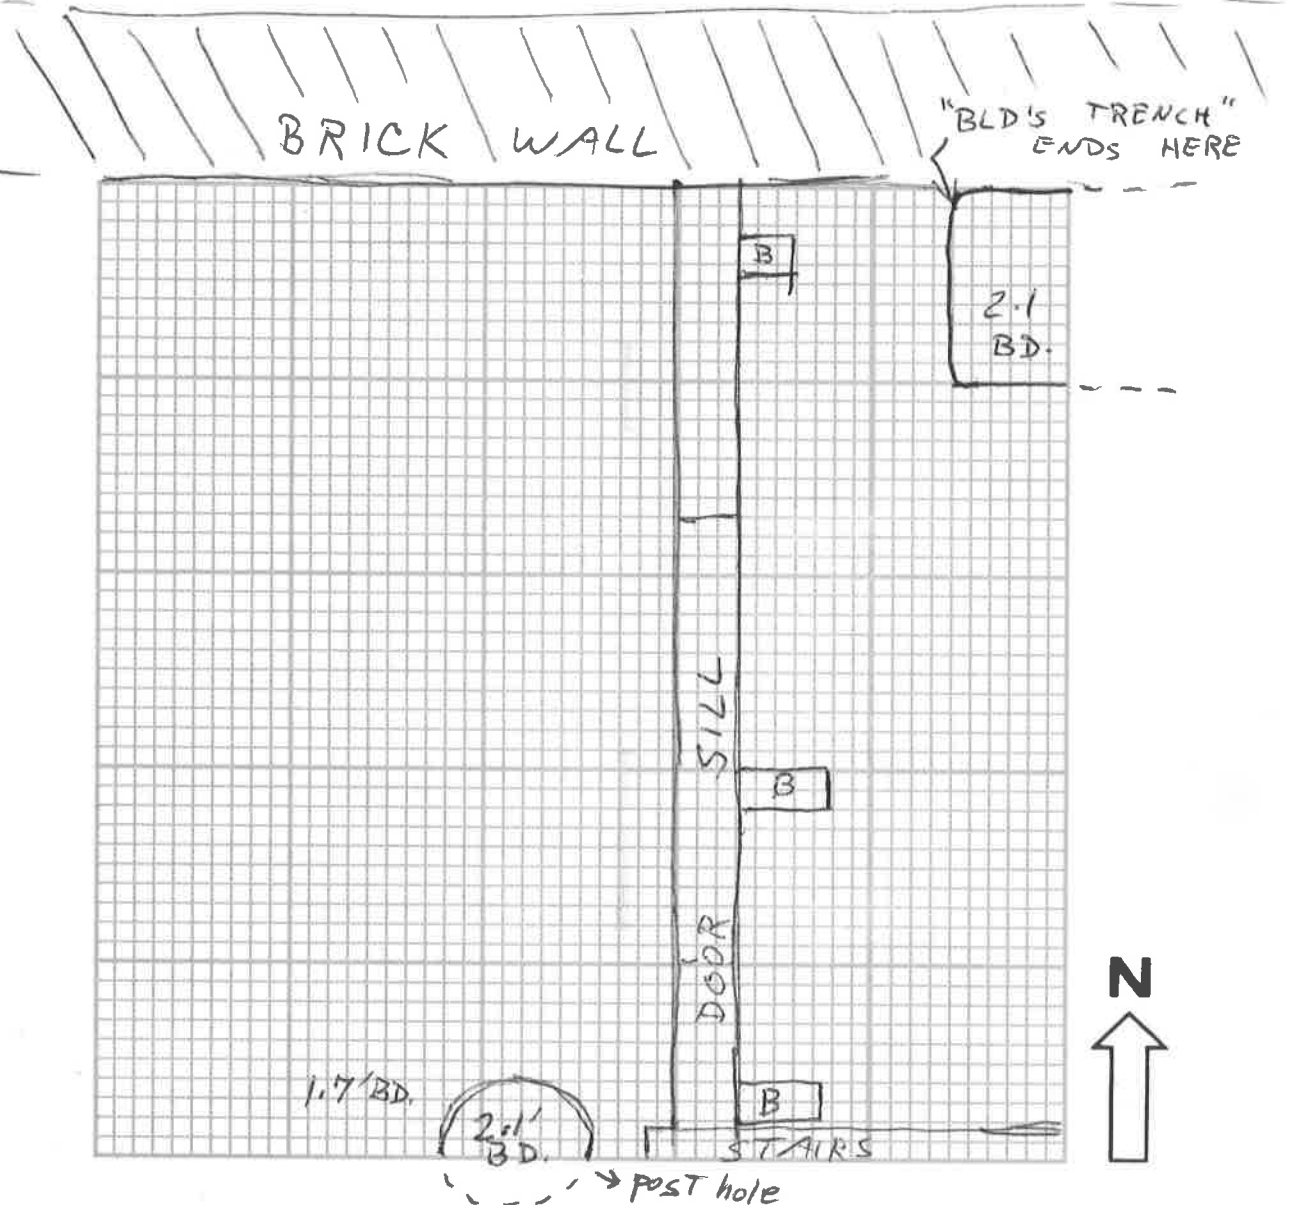 "BLD'S TRENCH"
ENDS HERE
BRICK WALL
B
2.1
BD.
DOOR SILL
B
N
1.7' BD.
2.1'
BD.
B
STAIRS
post hole